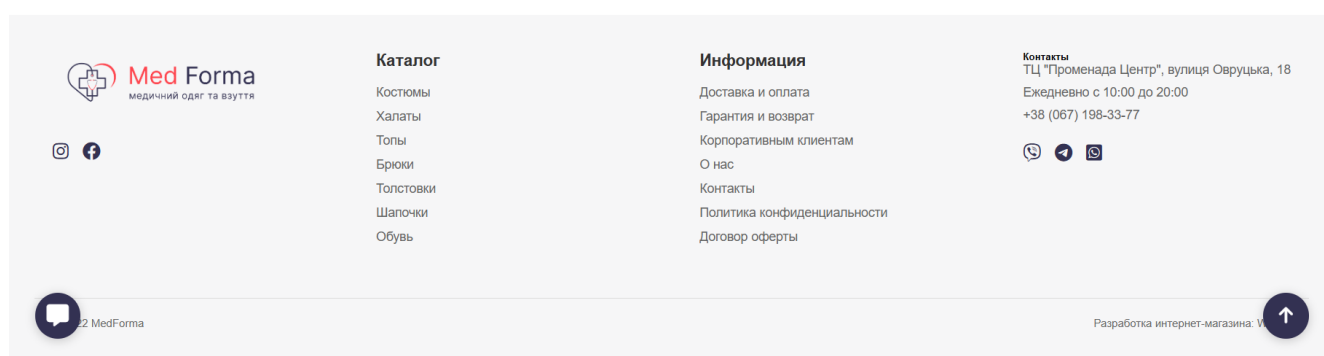 Med Forma
медичний одяг та взуття
Каталог
Костюмы
Халаты
Топы
Брюки
Толстовки
Шапочки
Обувь
Информация
Доставка и оплата
Гарантия и возврат
Корпоративным клиентам
О нас
Контакты
Политика конфиденциальности
Договор оферты
Контакты
ТЦ "Променада Центр", вулиця Овруцька, 18
Ежедневно с 10:00 до 20:00
+38 (067) 198-33-77
MedForma
Разработка интернет-магазина: